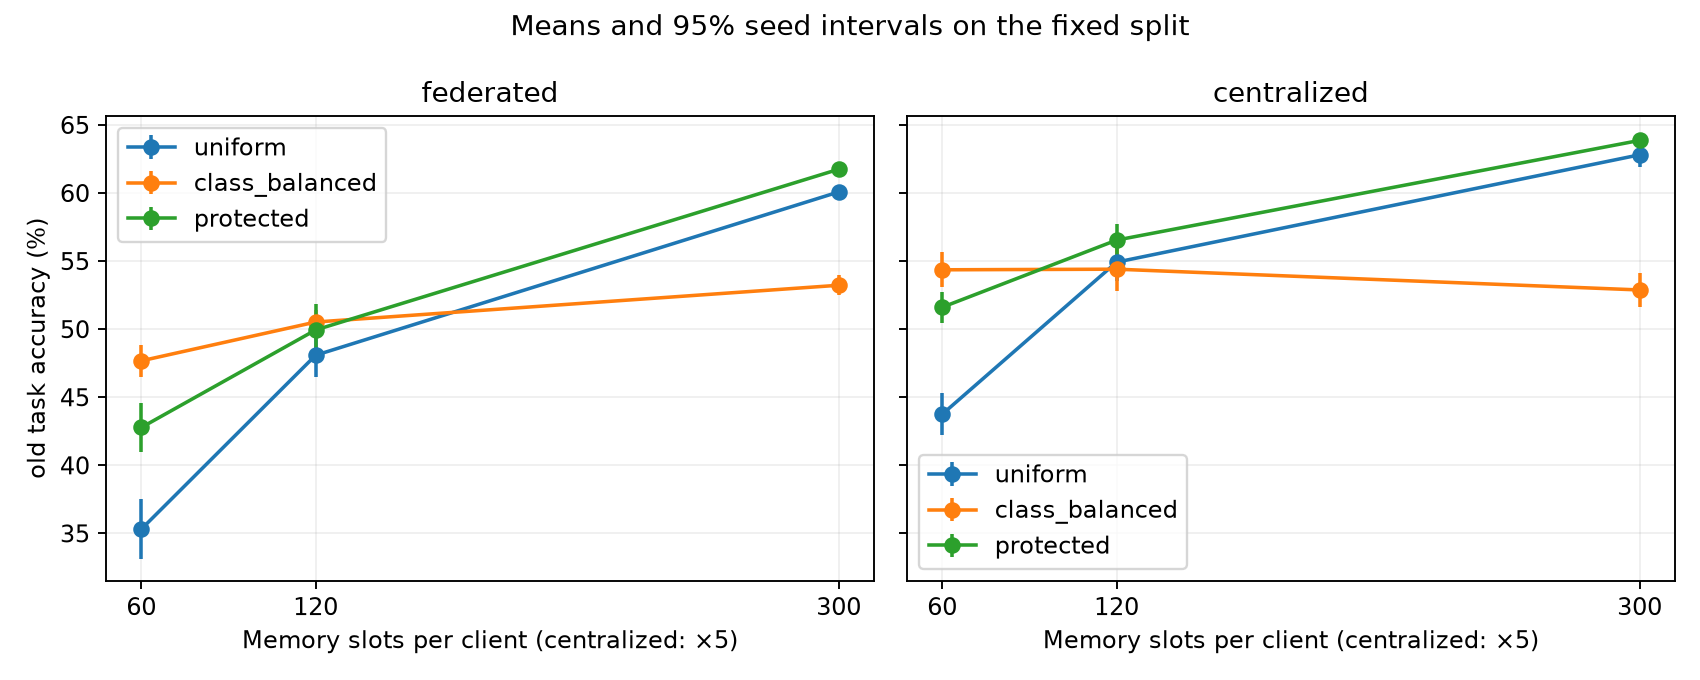 Means and 95% seed intervals on the fixed split
federated
old task accuracy (%)
65
60
55
50
45
40
35
uniform
class_balanced
protected
60
120
300
Memory slots per client (centralized: ×5)
centralized
uniform
class_balanced
protected
60
120
300
Memory slots per client (centralized: ×5)